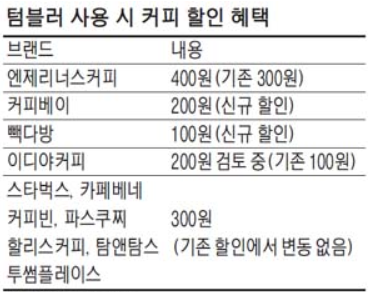 텀블러 사용 시 커피 할인 혜택
브랜드 내용
엔제리너스커피 400원(기존 300원)
커피베이 200원(신규 할인)
빽다방 100원(신규 할인)
이디야커피 200원 검토 중(기존 100원)
스타벅스, 카페베네
커피빈, 파스쿠찌 300원
할리스커피, 탐앤탐스 (기존 할인에서 변동 없음)
투썸플레이스